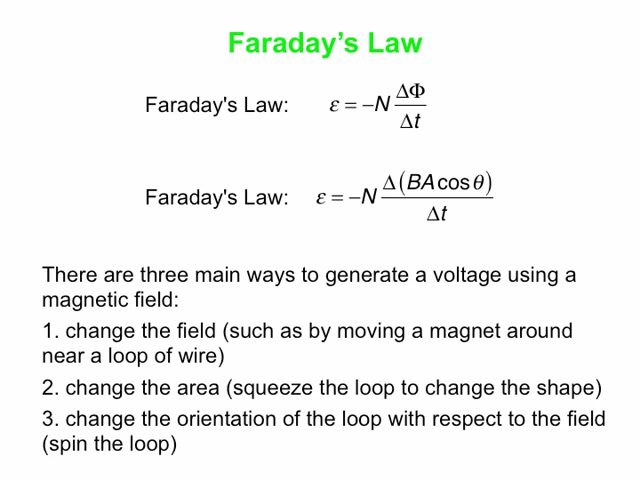 Faraday's Law
Faraday's Law: ε = −N ΔΦ/Δt
Faraday's Law: ε = −N Δ(BA cos θ)/Δt
There are three main ways to generate a voltage using a
magnetic field:
1. change the field (such as by moving a magnet around
near a loop of wire)
2. change the area (squeeze the loop to change the shape)
3. change the orientation of the loop with respect to the field
(spin the loop)